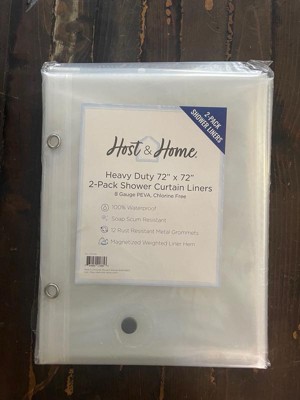 2-PACK
SHOWER LINERS
Host & Home.
Heavy Duty 72" x 72"
2-Pack Shower Curtain Liners
8 Gauge PEVA, Chlorine Free
100% Waterproof
Soap Scum Resistant
12 Rust Resistant Metal Grommets
Magnetized Weighted Liner Hem